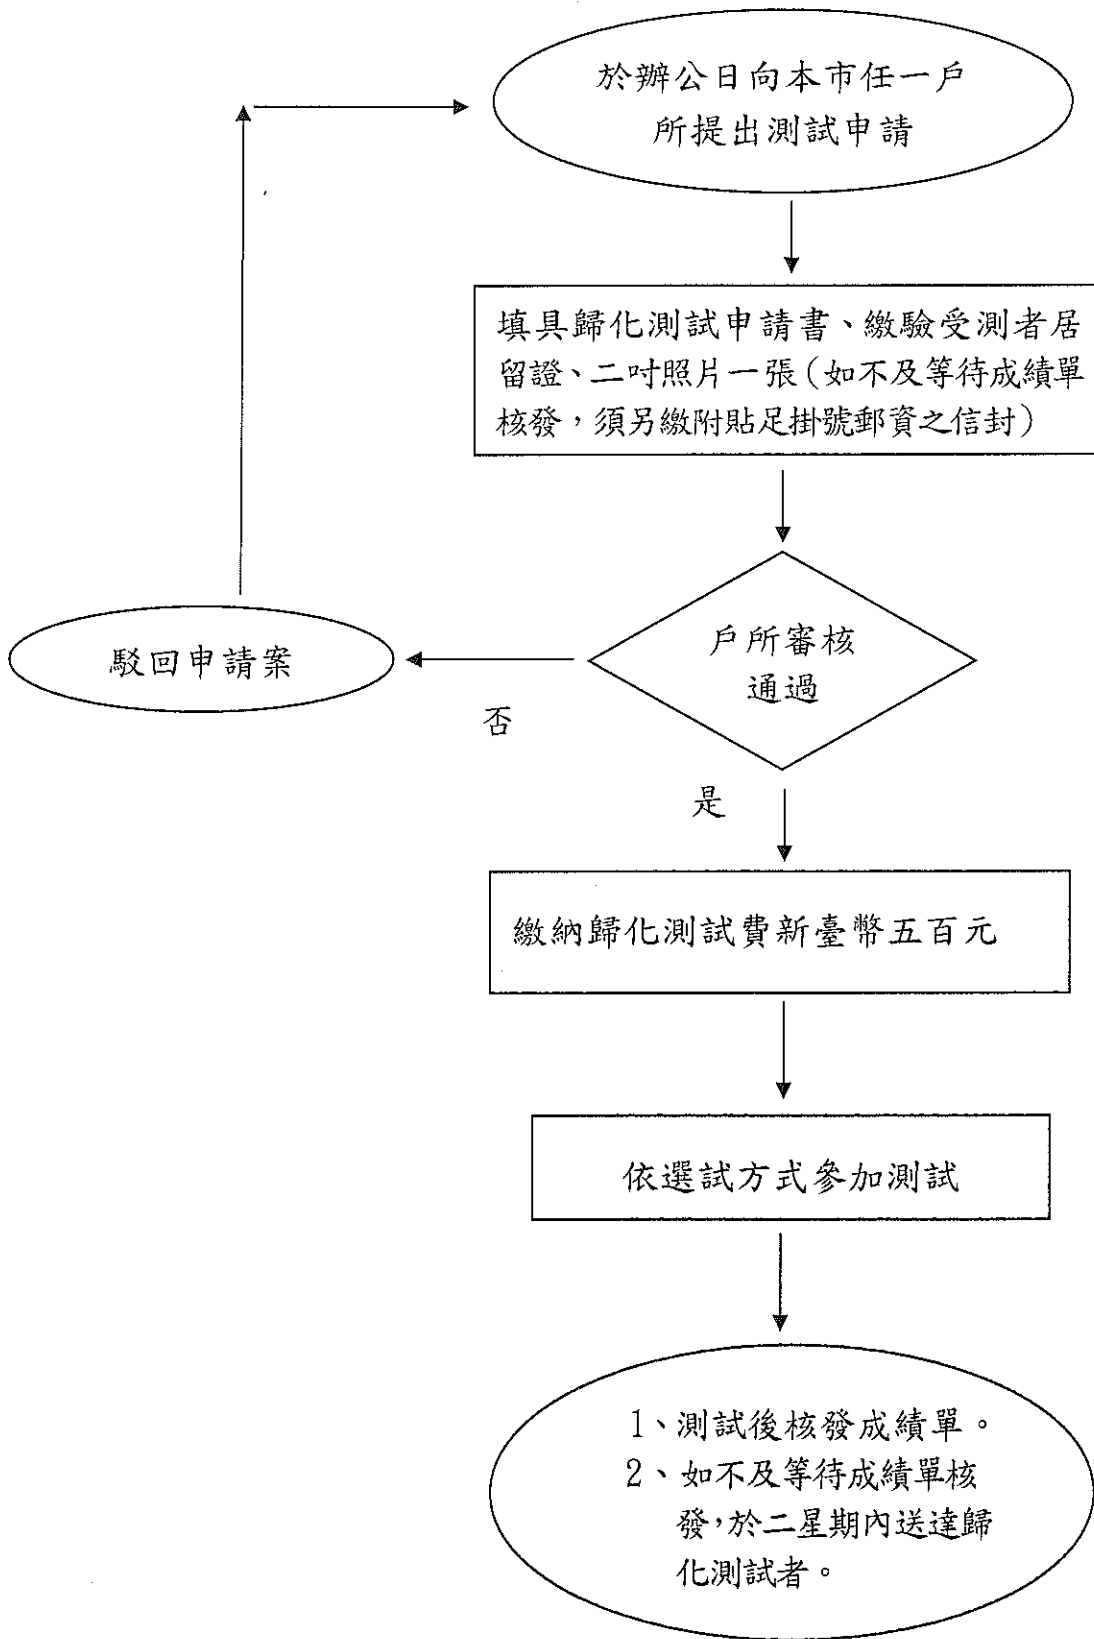 於辦公日向本市任一戶
所提出測試申請
填具歸化測試申請書、繳驗受測者居
留證、二吋照片一張（如不及等待成績單
核發，須另繳附貼足掛號郵資之信封）
戶所審核
通過
駁回申請案
否
是
繳納歸化測試費新臺幣五百元
依選試方式參加測試
1、測試後核發成績單。
2、如不及等待成績單核
發，於二星期內送達歸
化測試者。